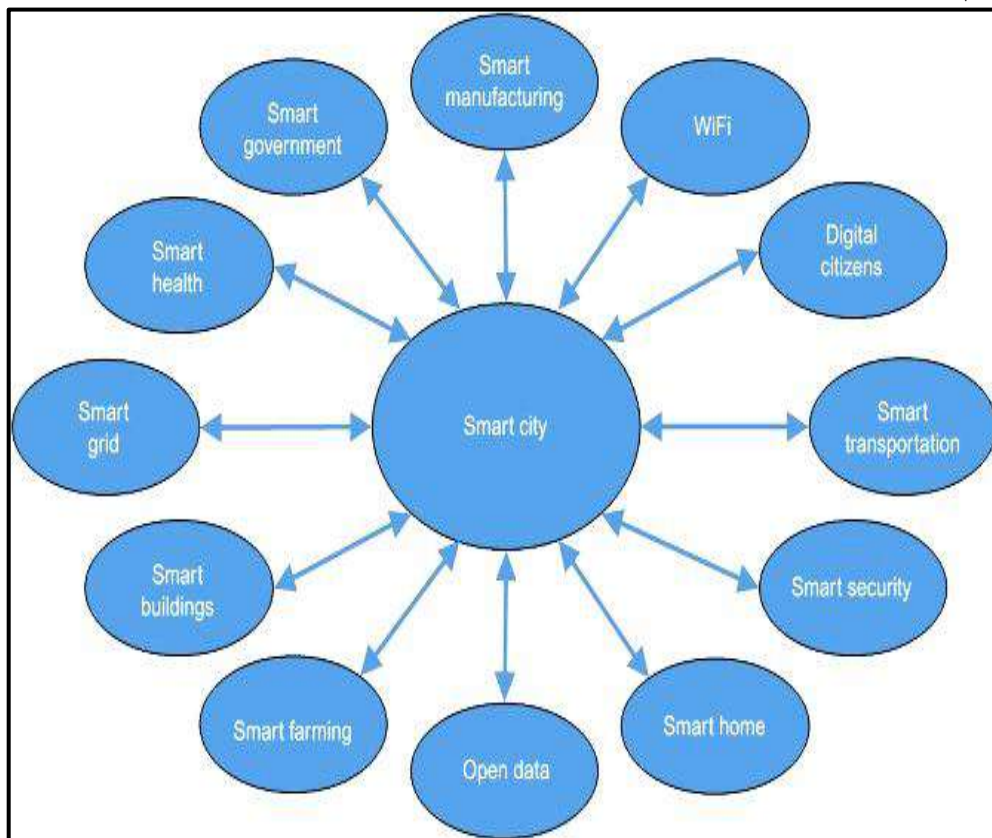 Smart
manufacturing
WiFi
Smart
government
Digital
citizens
Smart
health
Smart
grid
Smart city
Smart
transportation
Smart
buildings
Smart security
Smart farming
Open data
Smart home